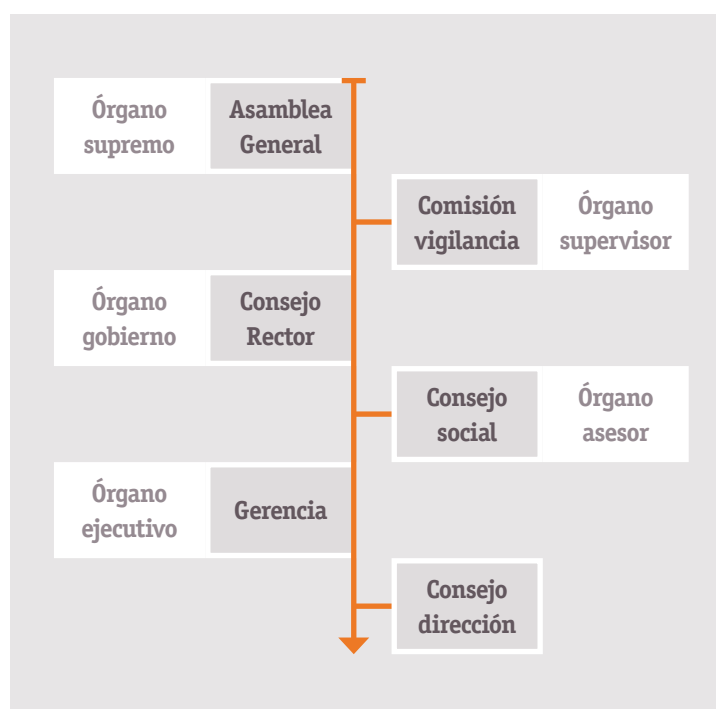 Órgano
supremo
Asamblea
General
Comisión
vigilancia
Órgano
supervisor
Órgano
gobierno
Consejo
Rector
Consejo
social
Órgano
asesor
Órgano
ejecutivo
Gerencia
Consejo
dirección